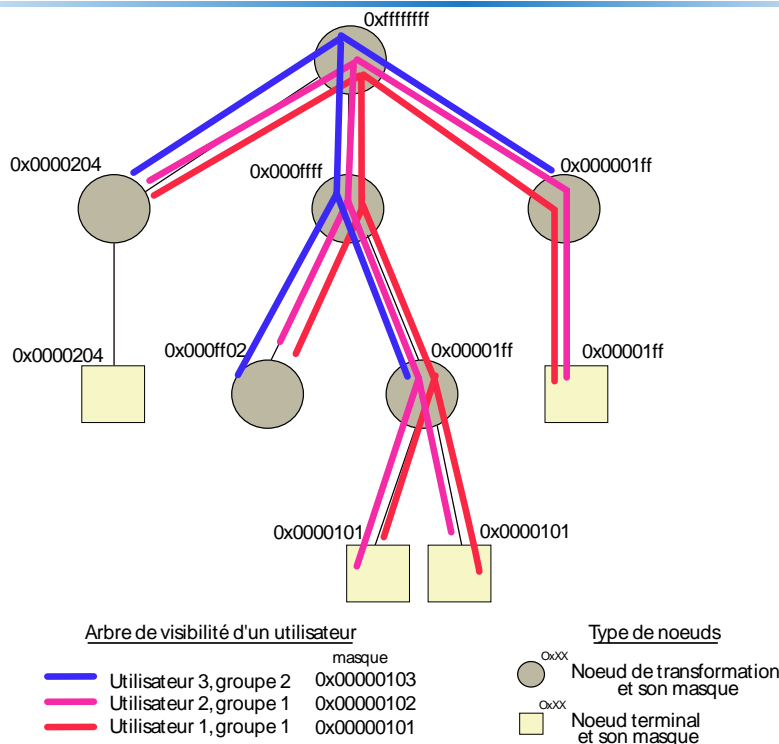 0xffffffff
0x0000204
0x000ffff
0x000001ff
0x0000204
0x000ff02
0x00001ff
0x00001ff
0x0000101
0x0000101
Arbre de visibilité d'un utilisateur
masque
Utilisateur 3, groupe 2 0x00000103
Utilisateur 2, groupe 1 0x00000102
Utilisateur 1, groupe 1 0x00000101
Type de noeuds
OxXX
Noeud de transformation
et son masque
OxXX
Noeud terminal
et son masque